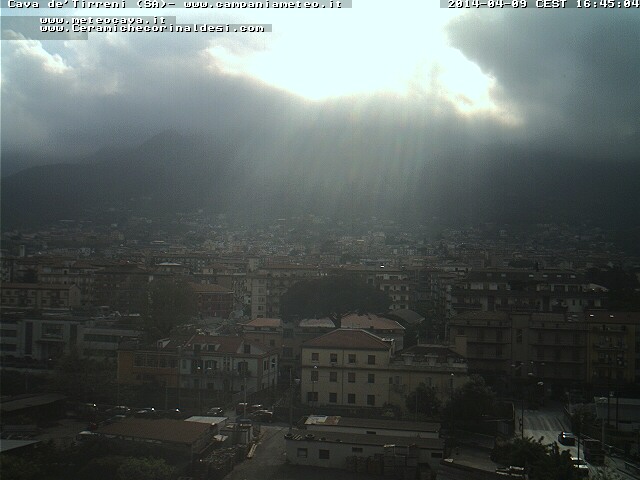 Cava de'Tirreni (SA)- www.campaniameteo.it
2014-04-09 CEST 16:45:04
www.meteocava.it
www.Ceramichecorinaldesi.com